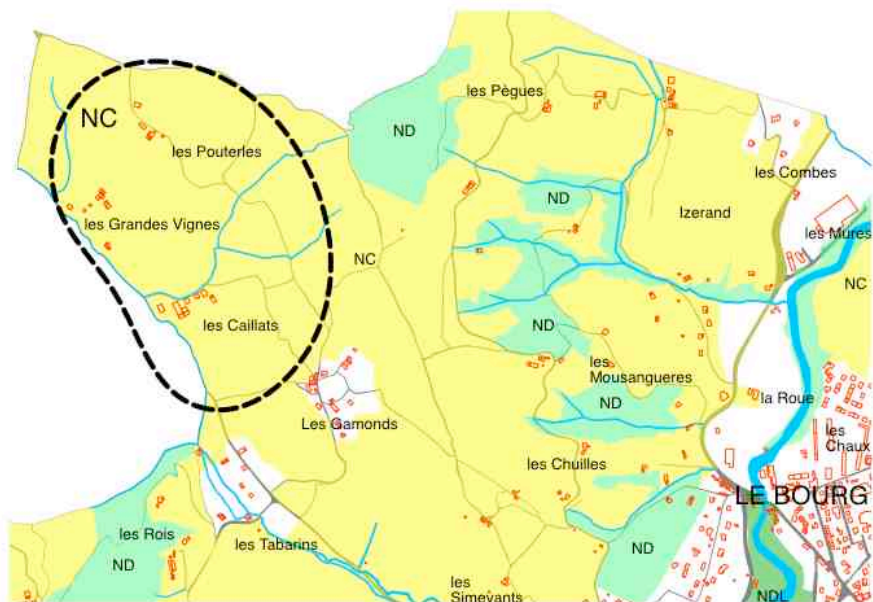 les Pègues
NC
ND
les Pouterles
les Combes
ND
les Grandes Vignes
Izerand
les Mures
NC
NC
les Caillats
ND
les
Mousangueres
la Roue
ND
Les Gamonds
les
Chaux
les Chuilles
LE BOURG
les Rois
les Tabarins
ND
ND
les
Simevants
NDL